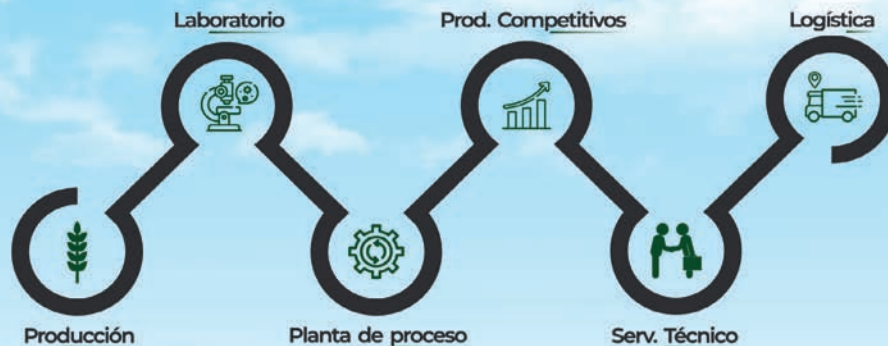 Laboratorio
Prod. Competitivos
Logística
Producción
Planta de proceso
Serv. Técnico